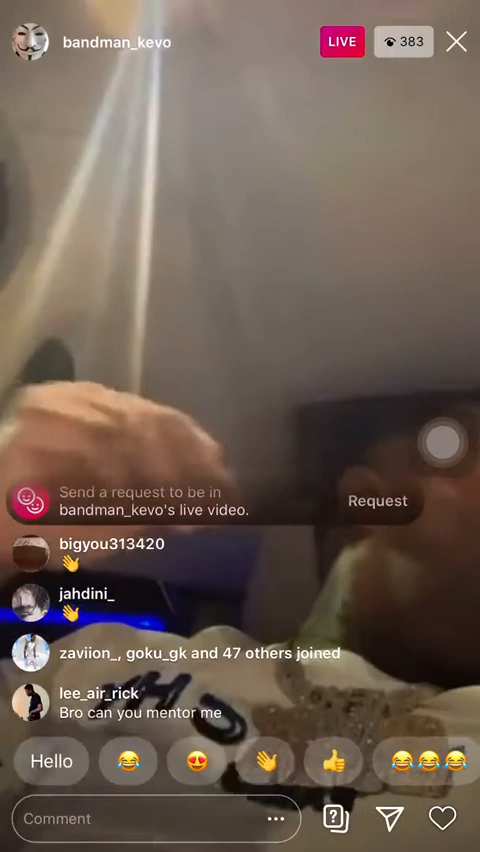 bandman_kevo
LIVE
383
Send a request to be in
bandman_kevo's live video.
Request
bigyou313420
👋
jahdini_
👋
zaviion_, goku_gk and 47 others joined
lee_air_rick
Bro can you mentor me
Hello
😂
😍
👋
👍
😂😂😂
Comment